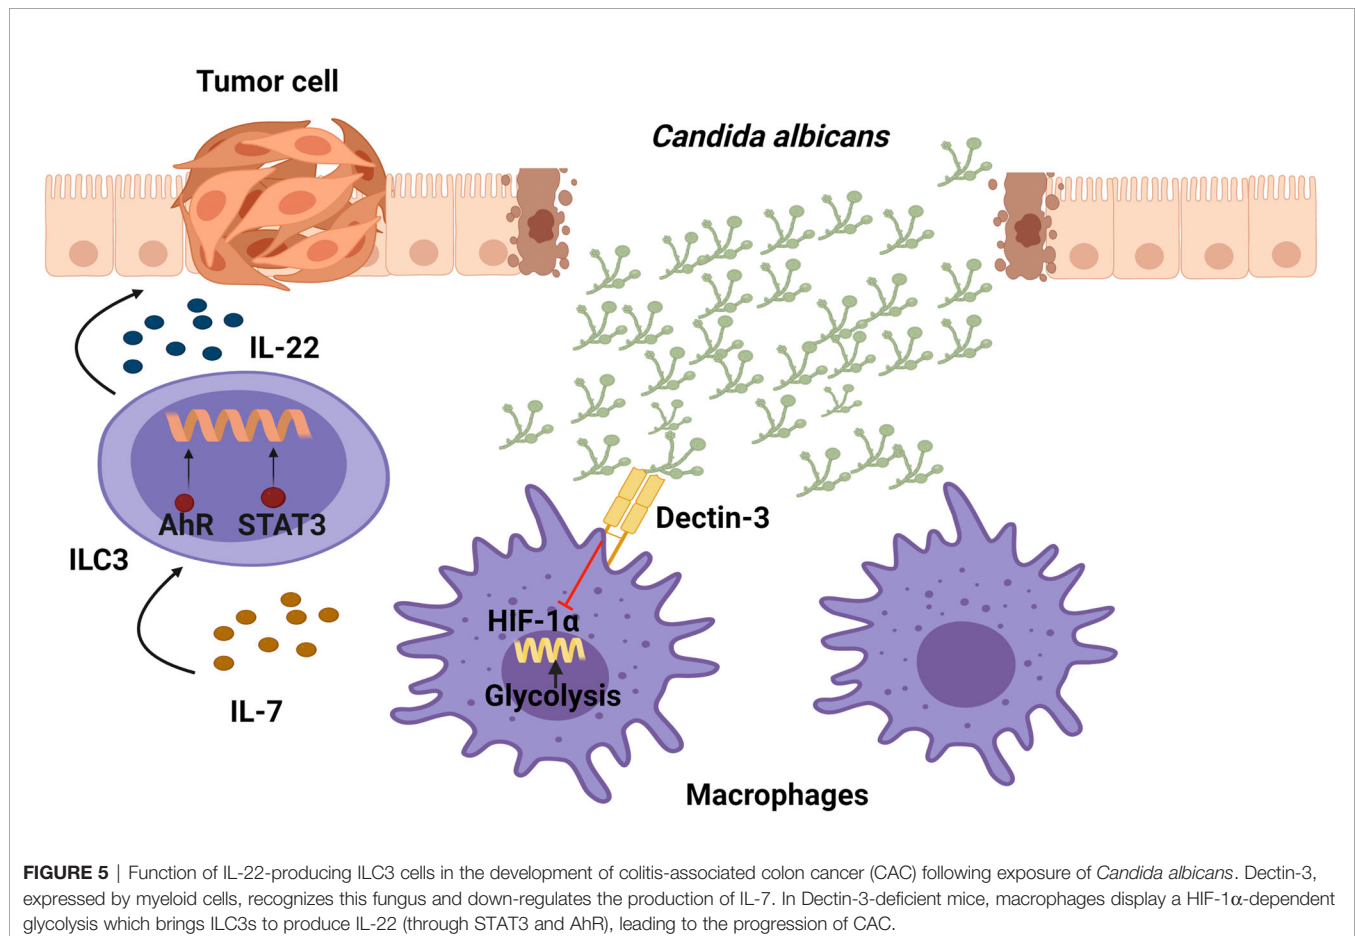 Tumor cell
Candida albicans
IL-22
AhR STAT3
ILC3
Dectin-3
HIF-1α
Glycolysis
IL-7
Macrophages
FIGURE 5 | Function of IL-22-producing ILC3 cells in the development of colitis-associated colon cancer (CAC) following exposure of Candida albicans. Dectin-3,
expressed by myeloid cells, recognizes this fungus and down-regulates the production of IL-7. In Dectin-3-deficient mice, macrophages display a HIF-1α-dependent
glycolysis which brings ILC3s to produce IL-22 (through STAT3 and AhR), leading to the progression of CAC.